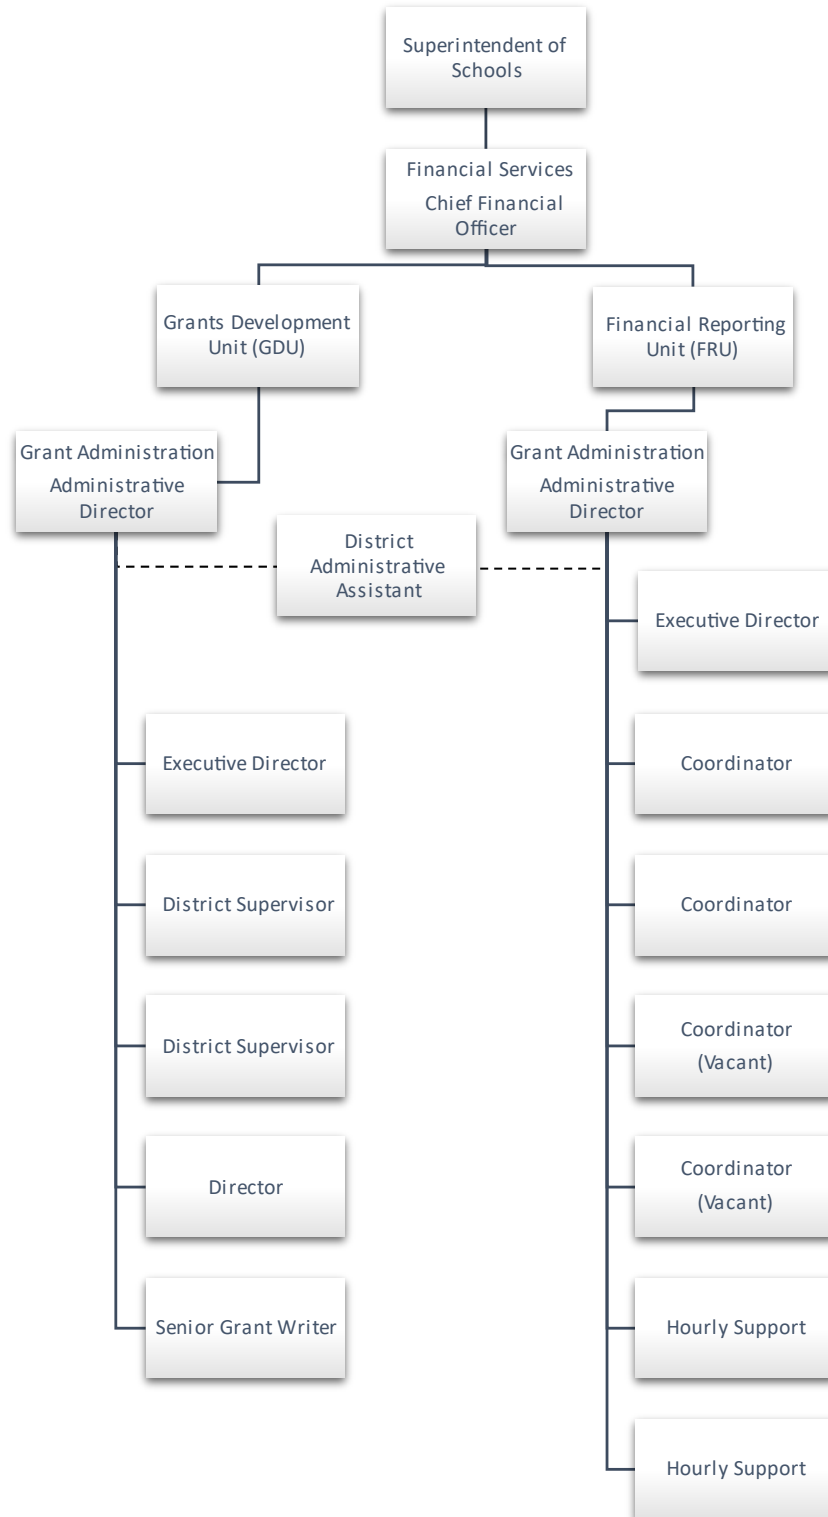 Superintendent of
Schools
Financial Services
Chief Financial
Officer
Grants Development
Unit (GDU)
Financial Reporting
Unit (FRU)
Grant Administration
Administrative
Director
Grant Administration
Administrative
Director
District
Administrative
Assistant
Executive Director
Executive Director
District Supervisor
District Supervisor
Director
Senior Grant Writer
Coordinator
Coordinator
Coordinator
(Vacant)
Coordinator
(Vacant)
Hourly Support
Hourly Support